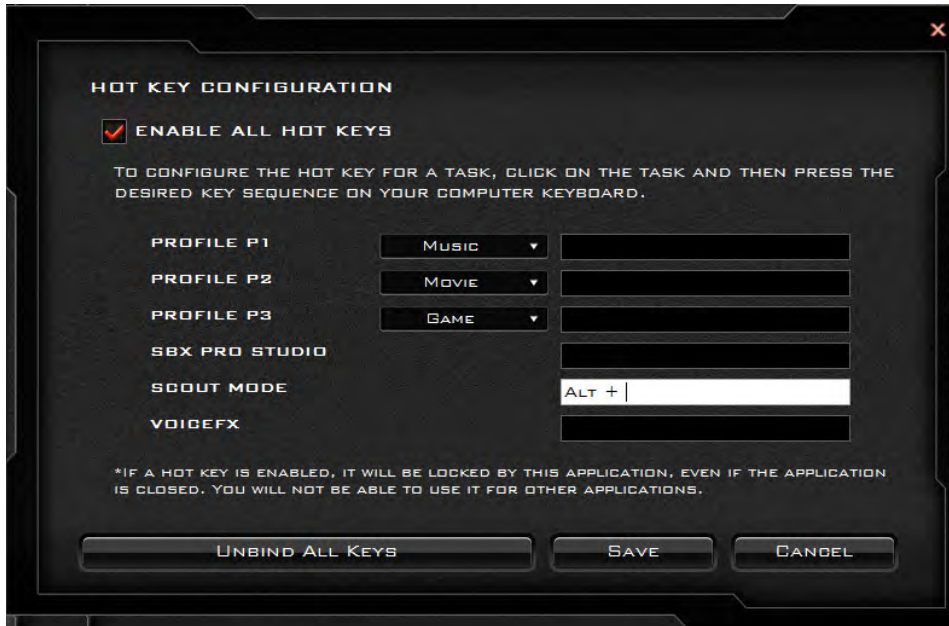 HOT KEY CONFIGURATION
ENABLE ALL HOT KEYS
TO CONFIGURE THE HOT KEY FOR A TASK, CLICK ON THE TASK AND THEN PRESS THE
DESIRED KEY SEQUENCE ON YOUR COMPUTER KEYBOARD.
PROFILE P1 MUSIC
PROFILE P2 MOVIE
PROFILE P3 GAME
SBX PRO STUDIO
SCOUT MODE ALT +
VOICEFX
*IF A HOT KEY IS ENABLED, IT WILL BE LOCKED BY THIS APPLICATION, EVEN IF THE APPLICATION
IS CLOSED. YOU WILL NOT BE ABLE TO USE IT FOR OTHER APPLICATIONS.
UNBIND ALL KEYS SAVE CANCEL